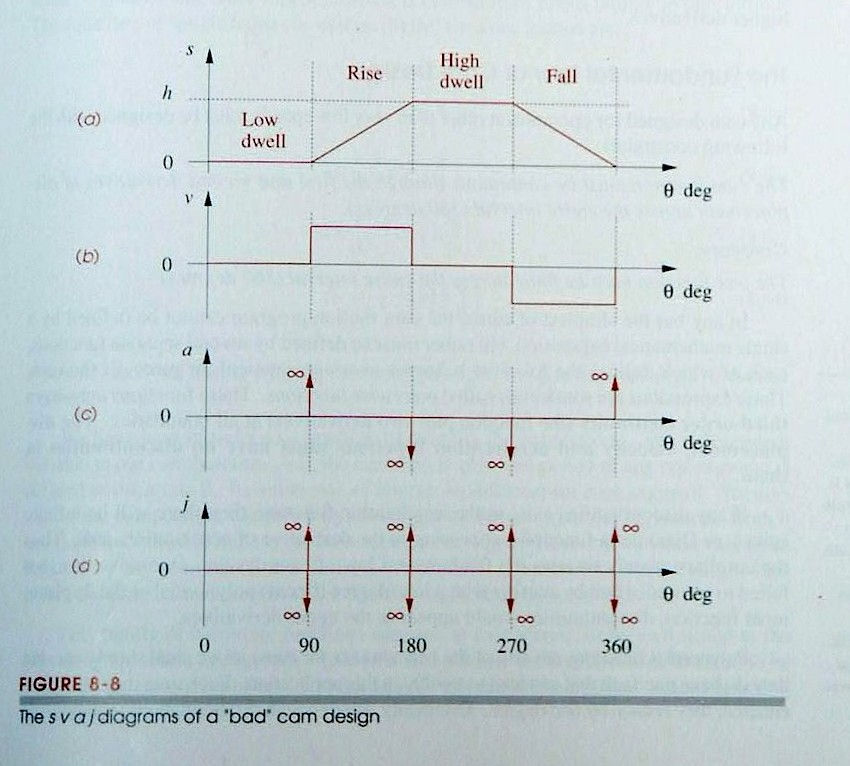 s
h
Rise
High
dwell
Fall
(a)
Low
dwell
0
θ deg
v
(b)
0
θ deg
a
∞
∞
(c)
0
θ deg
∞
∞
j
∞
∞
∞
∞
(d)
0
θ deg
∞
∞
∞
∞
0
90
180
270
360
FIGURE 8-8
The s v a j diagrams of a "bad" cam design